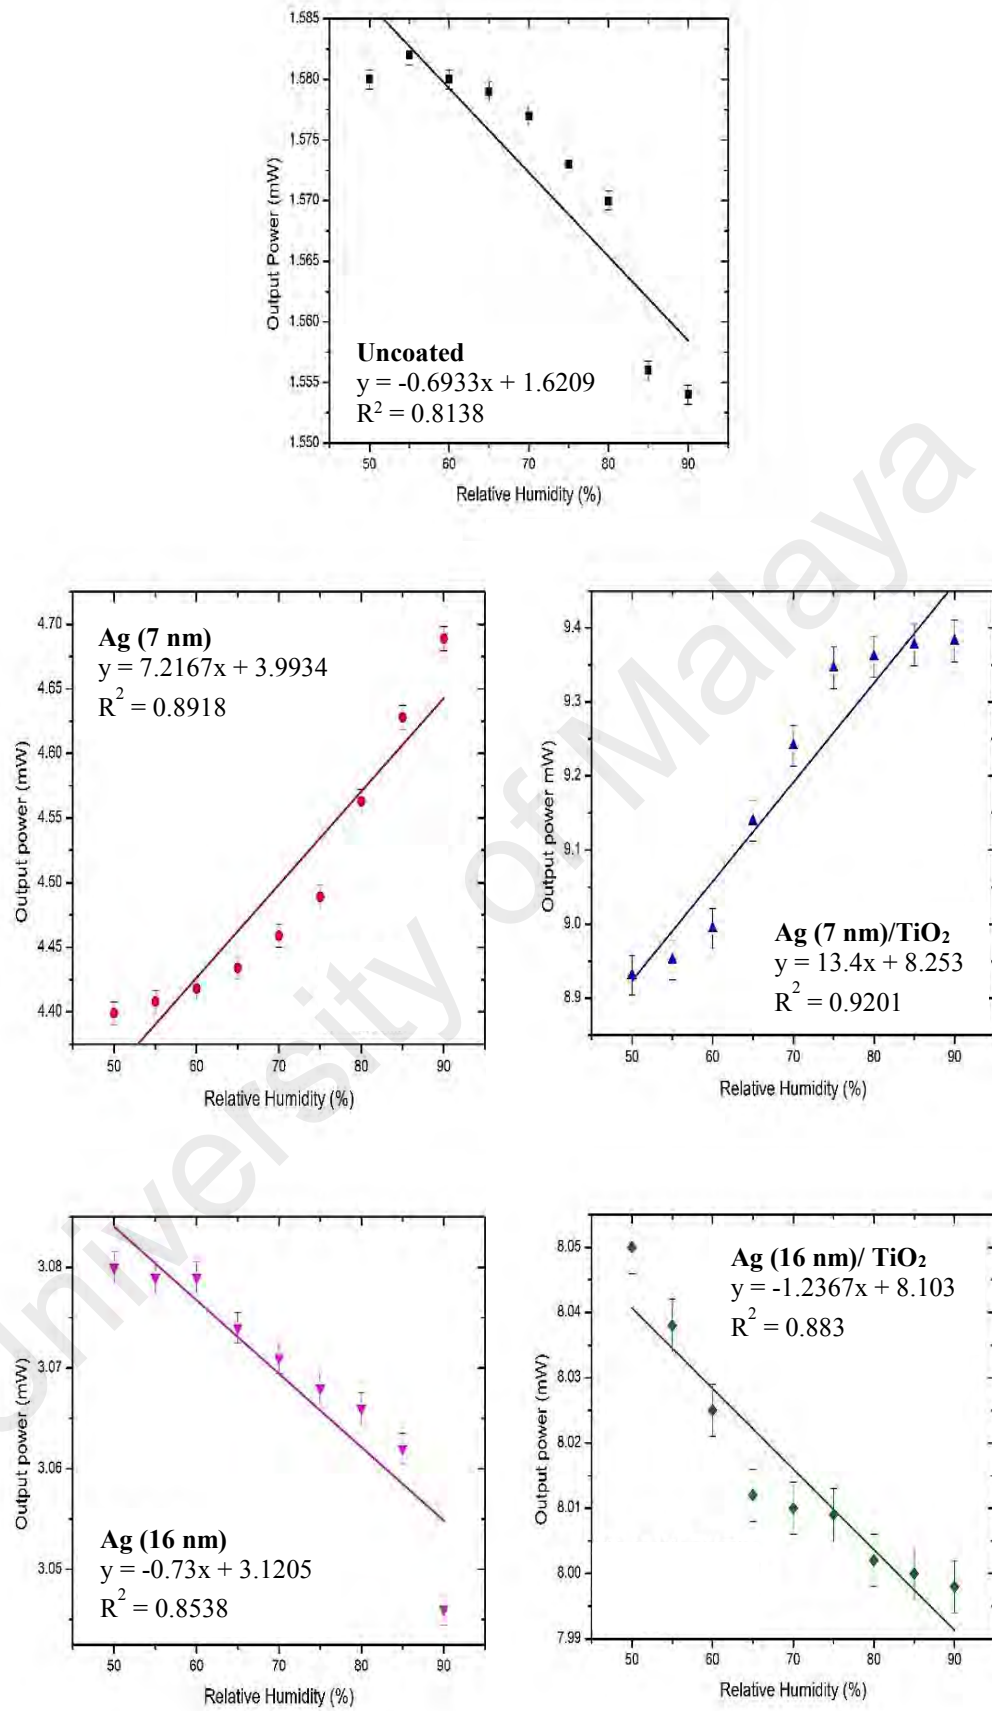 1.585
1.580
1.575
1.570
1.565
1.560
1.555
1.550
Output Power (mW)
Uncoated
y = -0.6933x + 1.6209
R² = 0.8138
50 60 70 80 90
Relative Humidity (%)
4.70
4.65
4.60
4.55
4.50
4.45
4.40
Output power (mW)
Ag (7 nm)
y = 7.2167x + 3.9934
R² = 0.8918
50 60 70 80 90
Relative Humidity (%)
9.4
9.3
9.2
9.1
9.0
8.9
Output power mW)
Ag (7 nm)/TiO₂
y = 13.4x + 8.253
R² = 0.9201
50 60 70 80 90
Relative Humidity (%)
3.08
3.07
3.06
3.05
Output power (mW)
Ag (16 nm)
y = -0.73x + 3.1205
R² = 0.8538
50 60 70 80 90
Relative Humidity (%)
8.05
8.04
8.03
8.02
8.01
8.00
7.99
Output power (mW)
Ag (16 nm)/ TiO₂
y = -1.2367x + 8.103
R² = 0.883
50 60 70 80 90
Relative Humidity (%)
University of Malaya